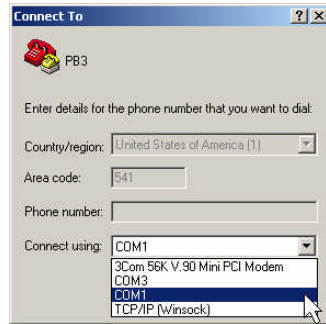 Connect To
PB3
Enter details for the phone number that you want to dial:
Country/region: United States of America (1)
Area code: 541
Phone number:
Connect using: COM1
3Com 56K V.90 Mini PCI Modem
COM3
COM1
TCP/IP (Winsock)